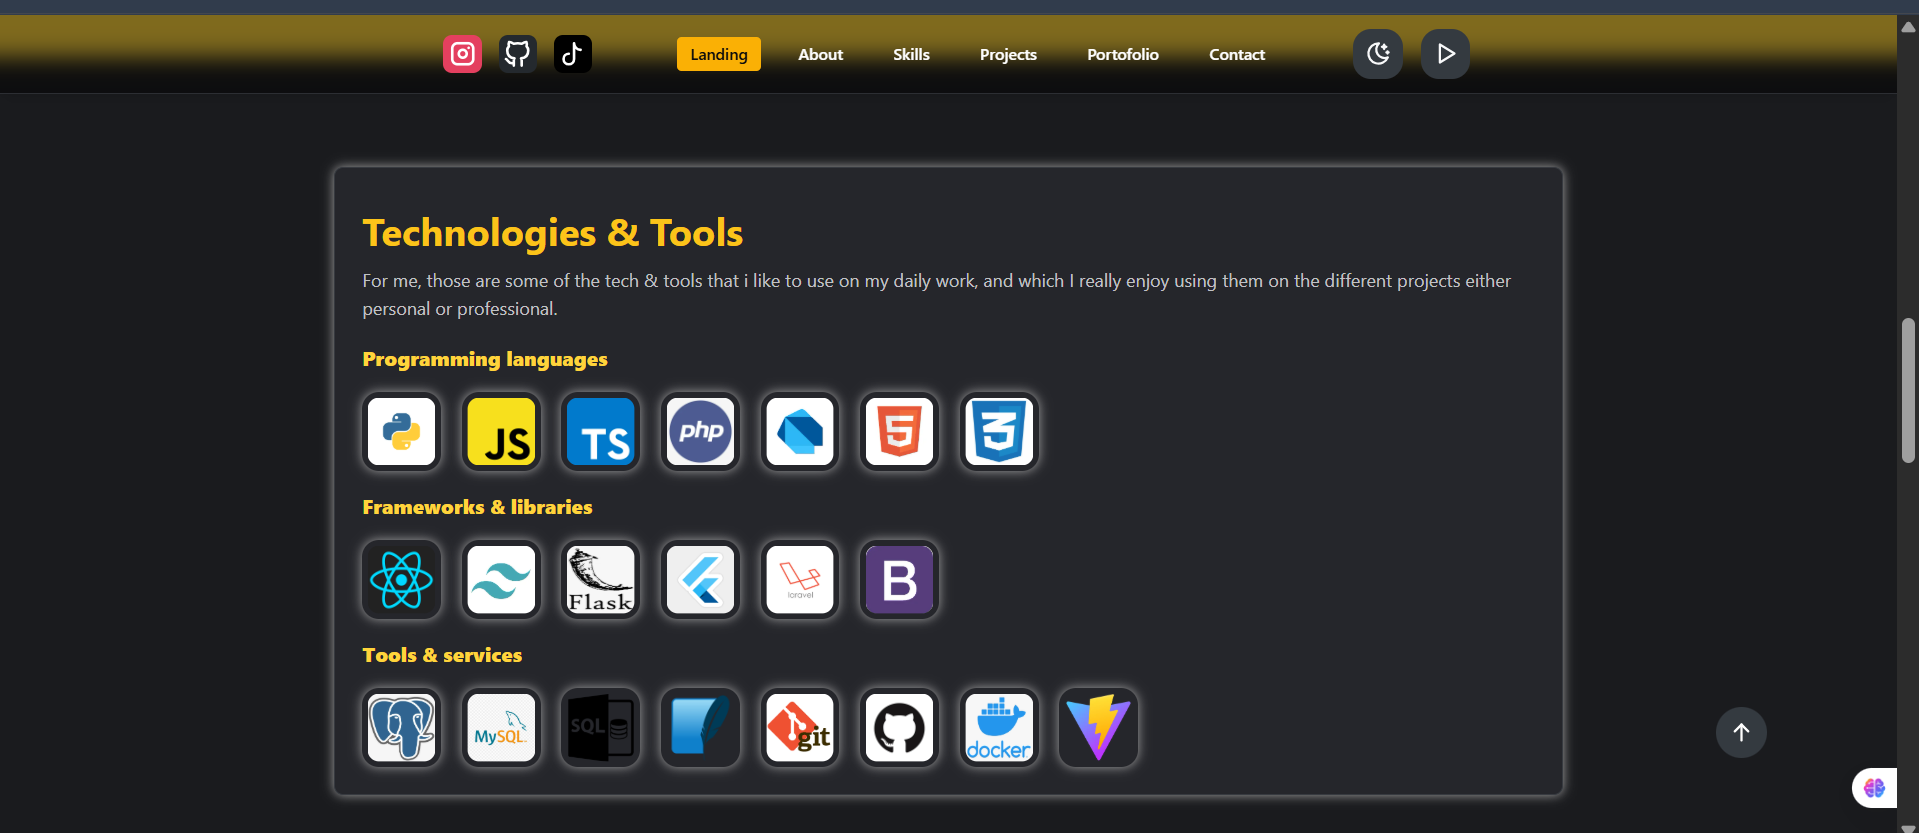 Landing About Skills Projects Portofolio Contact
Technologies & Tools
For me, those are some of the tech & tools that i like to use on my daily work, and which I really enjoy using them on the different projects either
personal or professional.
Programming languages
JS TS php 5 3
Frameworks & libraries
Flask laravel B
Tools & services
MySQL SQL git docker